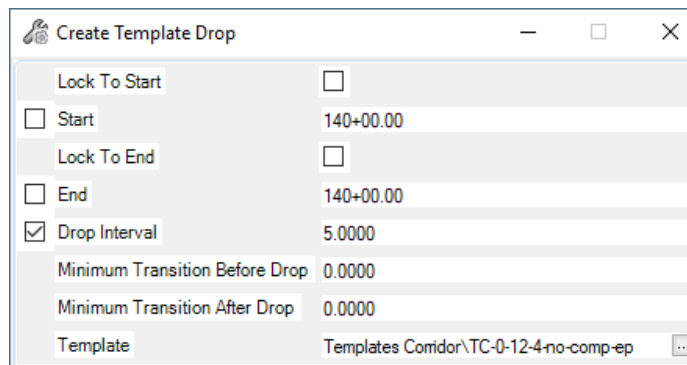 Create Template Drop
Lock To Start
Start 140+00.00
Lock To End
End 140+00.00
Drop Interval 5.0000
Minimum Transition Before Drop 0.0000
Minimum Transition After Drop 0.0000
Template Templates Corridor\TC-0-12-4-no-comp-ep ...